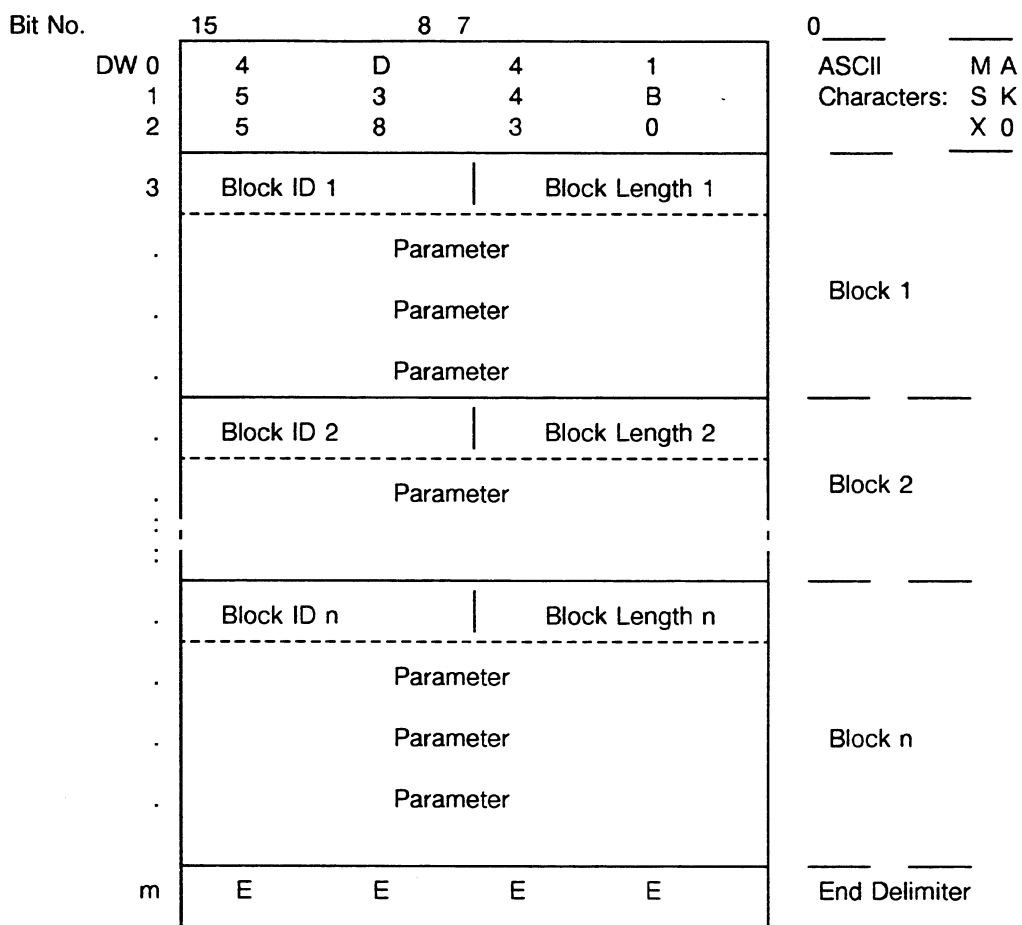 Bit No. 15 8 7 0
DW 0 4 D 4 1 ASCII M A
1 5 3 4 B Characters: S K
2 5 8 3 0 X 0
3 Block ID 1 Block Length 1
. Parameter
Block 1
. Parameter
. Parameter
. Block ID 2 Block Length 2
. Parameter Block 2
:
:
. Block ID n Block Length n
. Parameter
. Parameter Block n
. Parameter
m E E E E End Delimiter